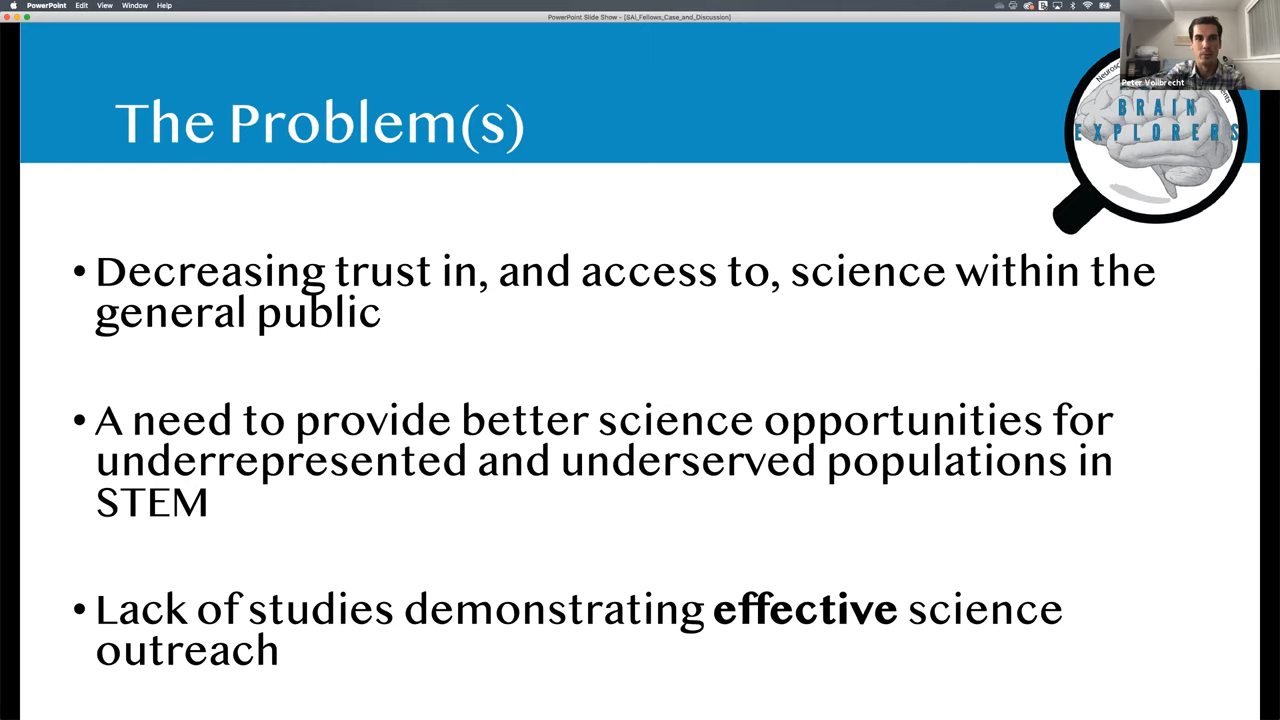 PowerPoint Edit View Window Help
PowerPoint Slide Show - [SAI_Fellows_Case_and_Discussion]
Peter Vollbrecht
The Problem(s)
BRAIN
EXPLORERS
• Decreasing trust in, and access to, science within the
general public
• A need to provide better science opportunities for
underrepresented and underserved populations in
STEM
• Lack of studies demonstrating effective science
outreach